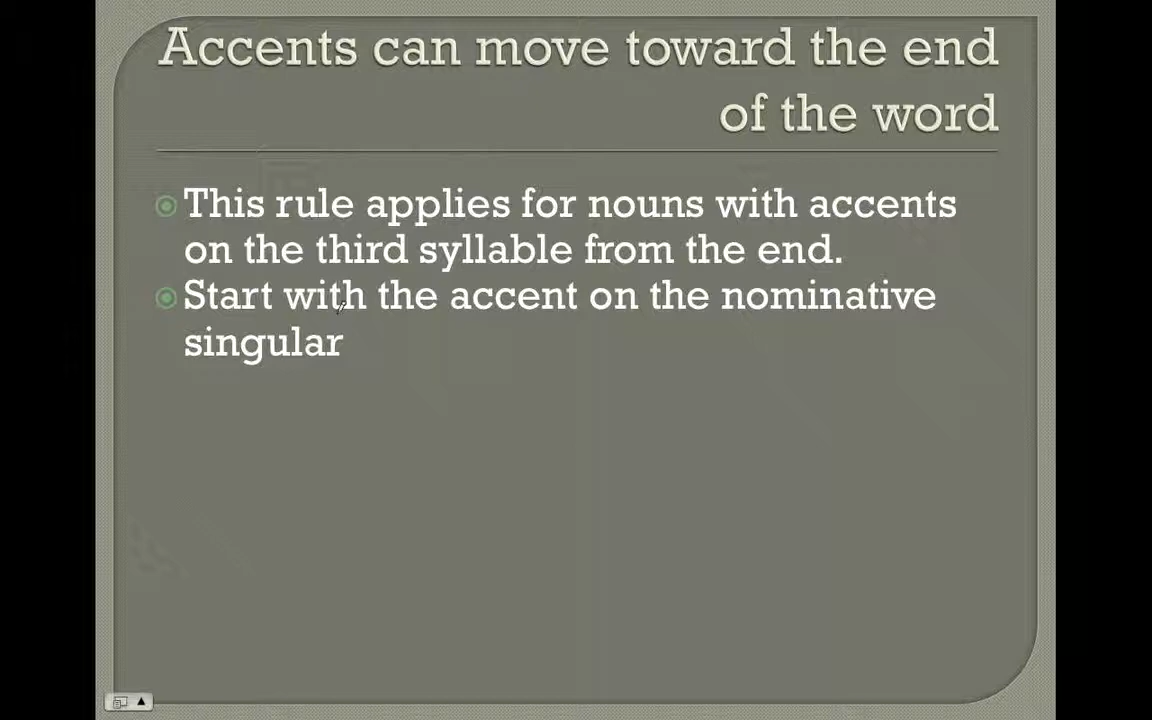 Accents can move toward the end
of the word
This rule applies for nouns with accents
on the third syllable from the end.
Start with the accent on the nominative
singular